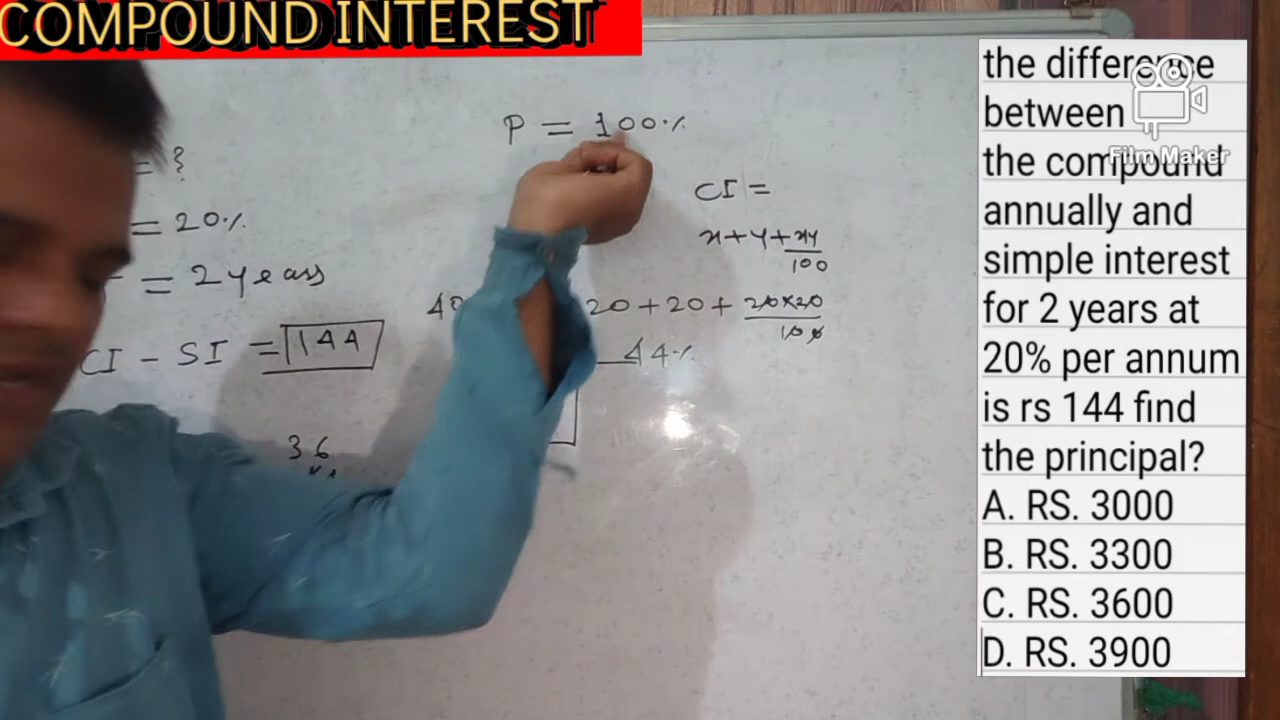 COMPOUND INTEREST
P = 100%
= ?
= 20%
= 2 years
CI - SI = 144
36
CI =
x+y+xy/100
40
20+20+20×20/100
44%
the difference
between
the compound
annually and
simple interest
for 2 years at
20% per annum
is rs 144 find
the principal?
A. RS. 3000
B. RS. 3300
C. RS. 3600
D. RS. 3900
Film Maker